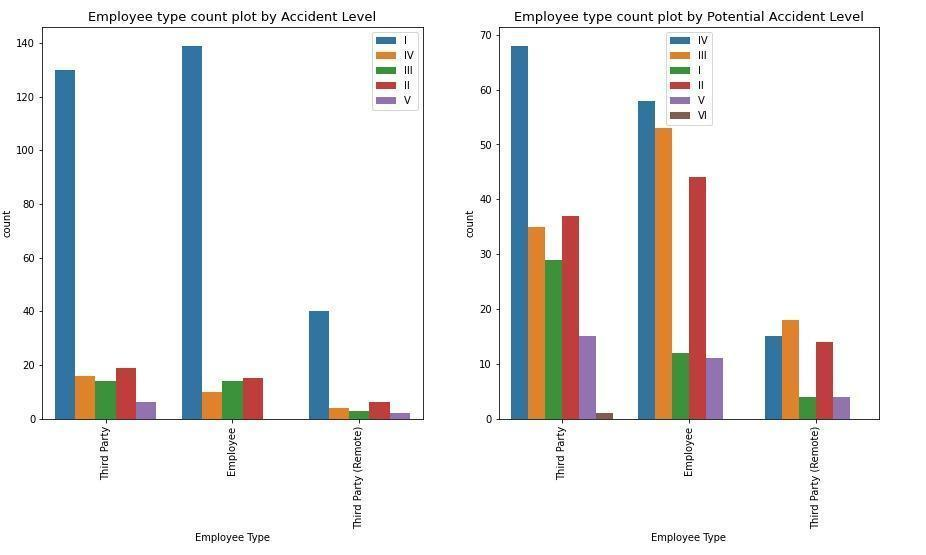 Employee type count plot by Accident Level
140
120
100
80
60
40
20
0
count
I
IV
III
II
V
Third Party
Employee
Third Party (Remote)
Employee Type
Employee type count plot by Potential Accident Level
70
60
50
40
30
20
10
0
count
IV
III
I
II
V
VI
Third Party
Employee
Third Party (Remote)
Employee Type